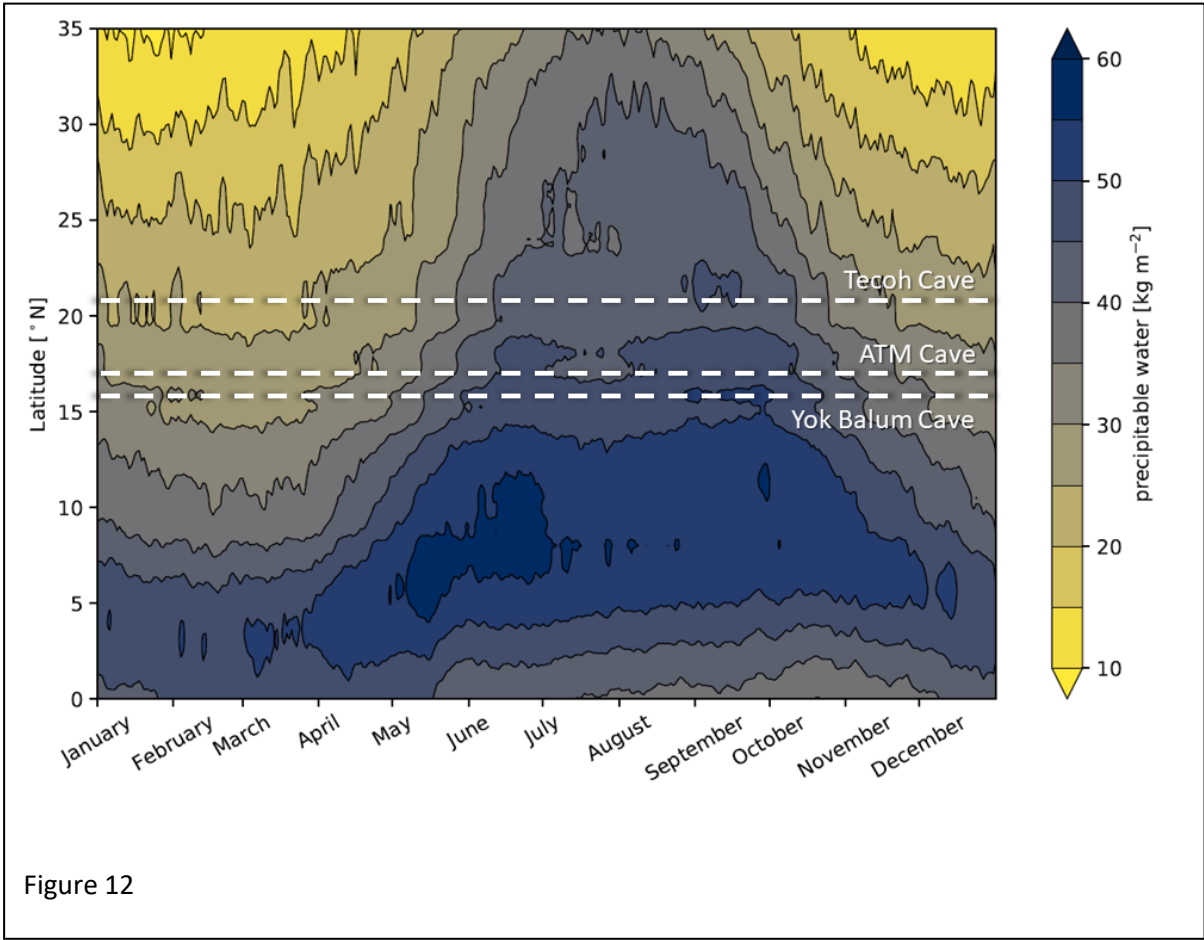 35
30
25
20
15
10
5
0
Latitude [°N]
Tecoh Cave
ATM Cave
Yok Balum Cave
January
February
March
April
May
June
July
August
September
October
November
December
60
50
40
30
20
10
precipitable water [kg m⁻²]
Figure 12